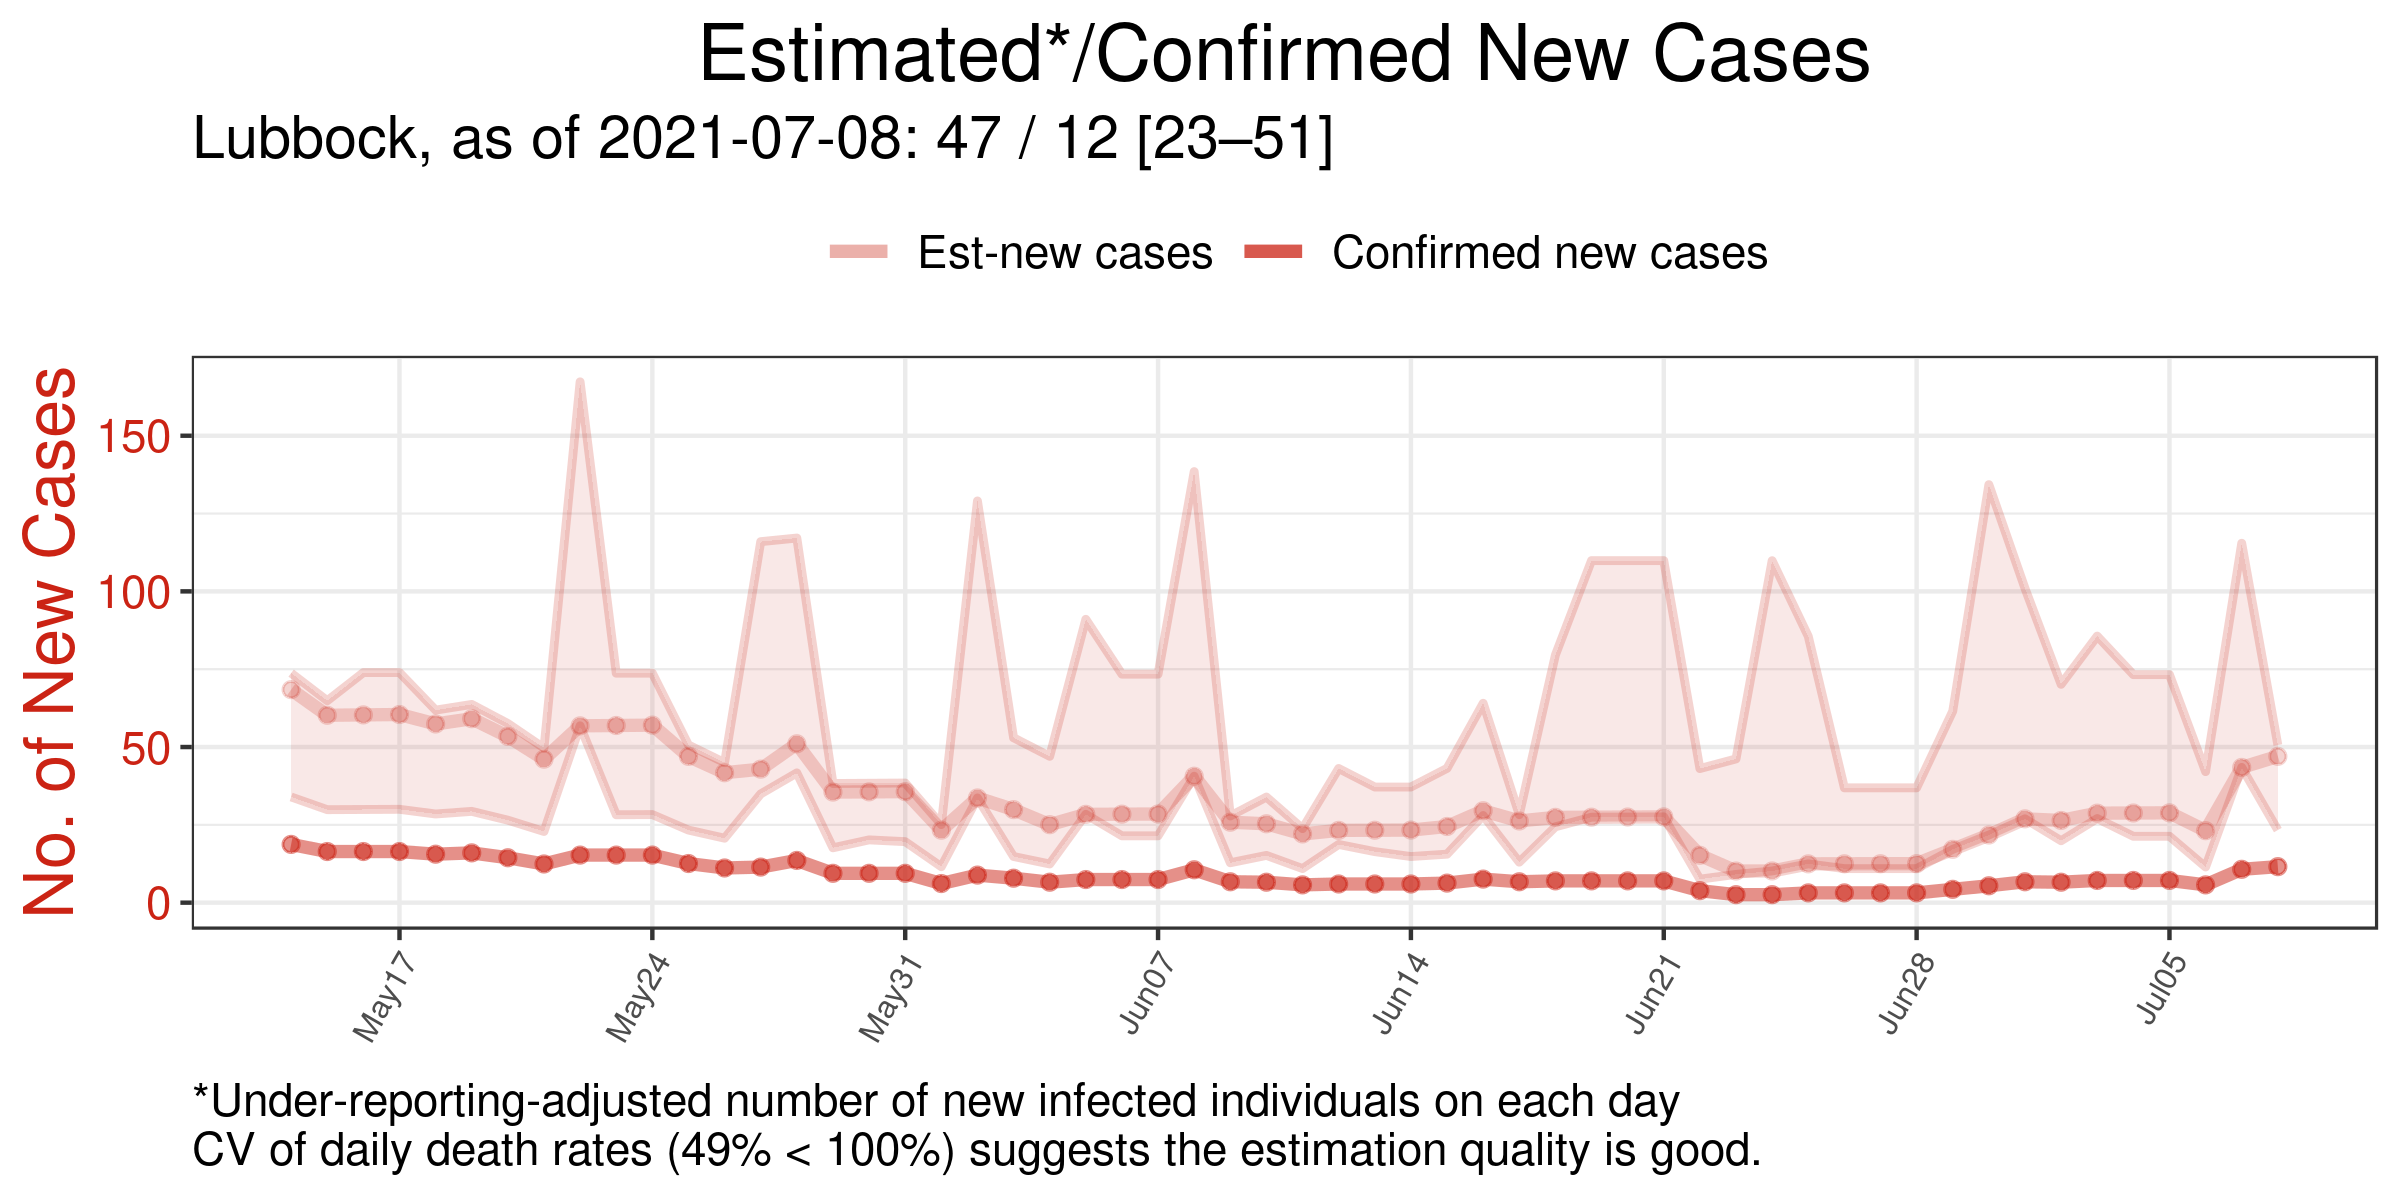 Estimated*/Confirmed New Cases
Lubbock, as of 2021-07-08: 47 / 12 [23–51]
Est-new cases
Confirmed new cases
No. of New Cases
150
100
50
0
May17
May24
May31
Jun07
Jun14
Jun21
Jun28
Jul05
*Under-reporting-adjusted number of new infected individuals on each day
CV of daily death rates (49% < 100%) suggests the estimation quality is good.